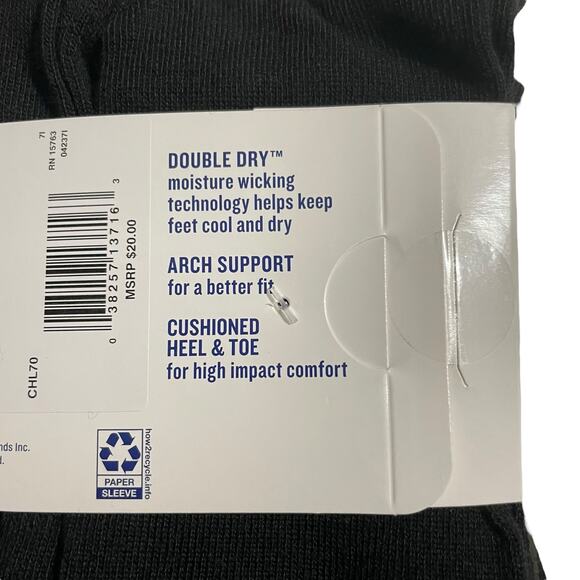 DOUBLE DRY™
moisture wicking
technology helps keep
feet cool and dry
ARCH SUPPORT
for a better fit
CUSHIONED
HEEL & TOE
for high impact comfort
7I
RN 15763
04237I
0 38257 13716 3
MSRP $20.00
CHL70
nds Inc.
d.
PAPER
SLEEVE
how2recycle.info